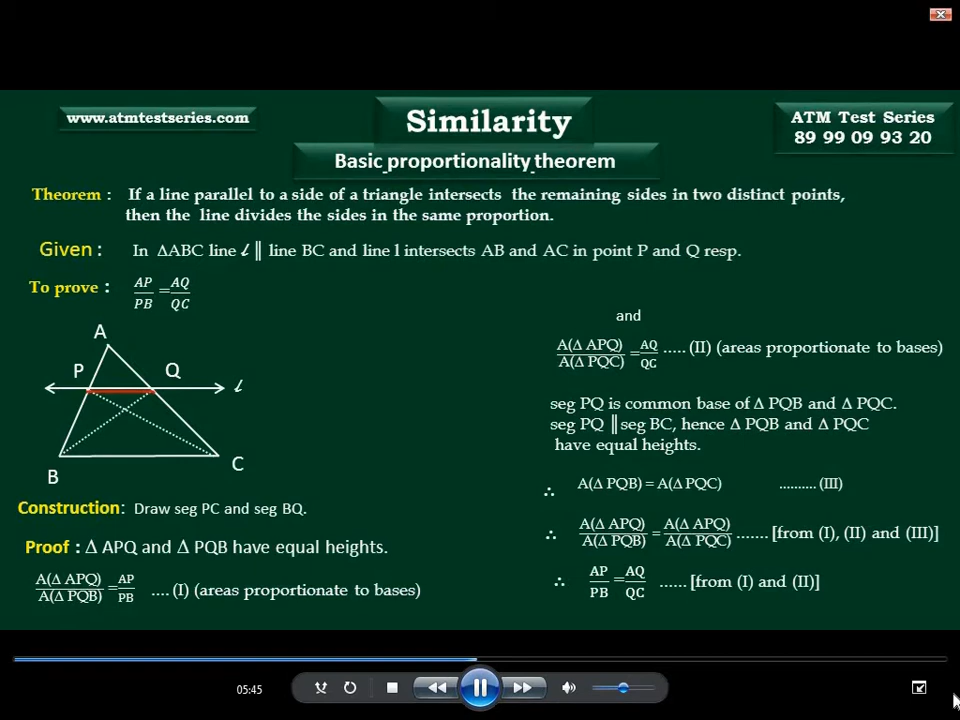 www.atmtestseries.com
Similarity
ATM Test Series
89 99 09 93 20
Basic proportionality theorem
Theorem : If a line parallel to a side of a triangle intersects the remaining sides in two distinct points,
then the line divides the sides in the same proportion.
Given : In ΔABC line l ∥ line BC and line l intersects AB and AC in point P and Q resp.
To prove : AP/PB = AQ/QC
A
P
Q
l
B
C
Construction: Draw seg PC and seg BQ.
Proof : Δ APQ and Δ PQB have equal heights.
A(Δ APQ)/A(Δ PQB) = AP/PB ....(I) (areas proportionate to bases)
and
A(Δ APQ)/A(Δ PQC) = AQ/QC .....(II) (areas proportionate to bases)
seg PQ is common base of Δ PQB and Δ PQC.
seg PQ ∥ seg BC, hence Δ PQB and Δ PQC
have equal heights.
∴ A(Δ PQB) = A(Δ PQC) ..........(III)
∴ A(Δ APQ)/A(Δ PQB) = A(Δ APQ)/A(Δ PQC) ....... [from (I), (II) and (III)]
∴ AP/PB = AQ/QC ...... [from (I) and (II)]
05:45